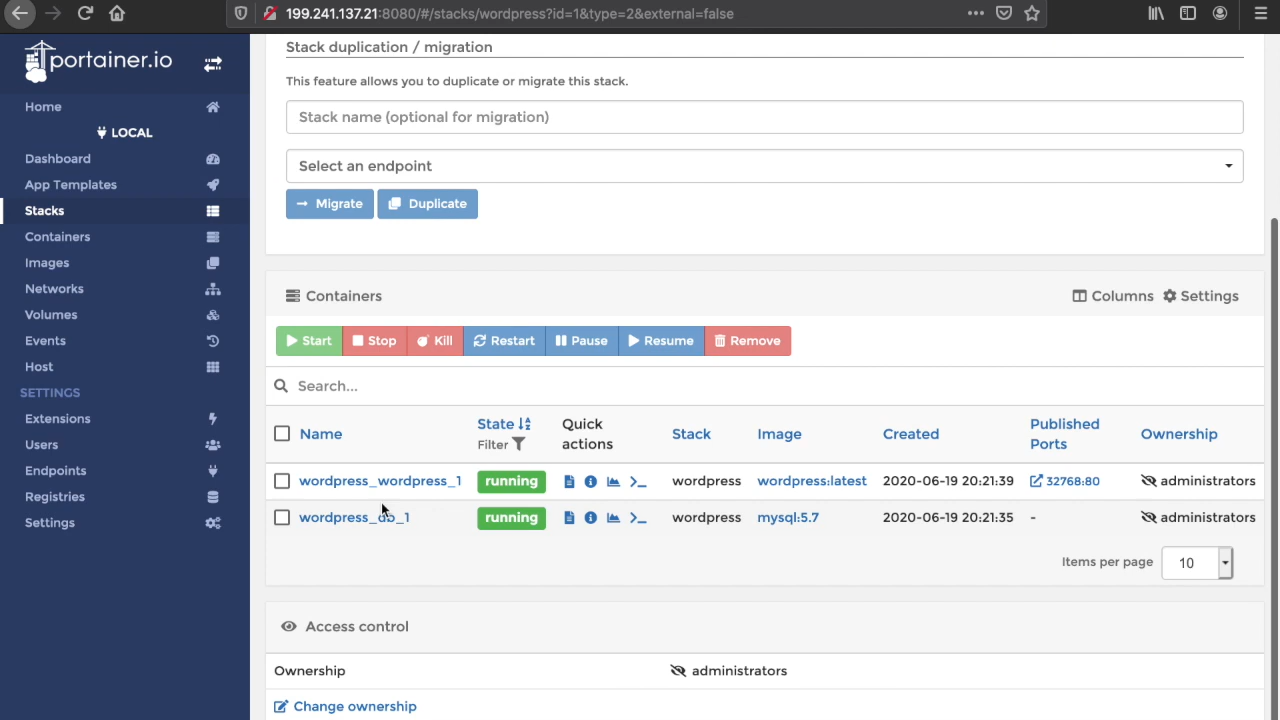 199.241.137.21:8080/#/stacks/wordpress?id=1&type=2&external=false
portainer.io
Home
LOCAL
Dashboard
App Templates
Stacks
Containers
Images
Networks
Volumes
Events
Host
SETTINGS
Extensions
Users
Endpoints
Registries
Settings
Stack duplication / migration
This feature allows you to duplicate or migrate this stack.
Stack name (optional for migration)
Select an endpoint
Migrate Duplicate
Containers Columns Settings
Start Stop Kill Restart Pause Resume Remove
Search...
Name State Filter Quick actions Stack Image Created Published Ports Ownership
wordpress_wordpress_1 running wordpress wordpress:latest 2020-06-19 20:21:39 32768:80 administrators
wordpress_db_1 running wordpress mysql:5.7 2020-06-19 20:21:35 - administrators
Items per page 10
Access control
Ownership administrators
Change ownership